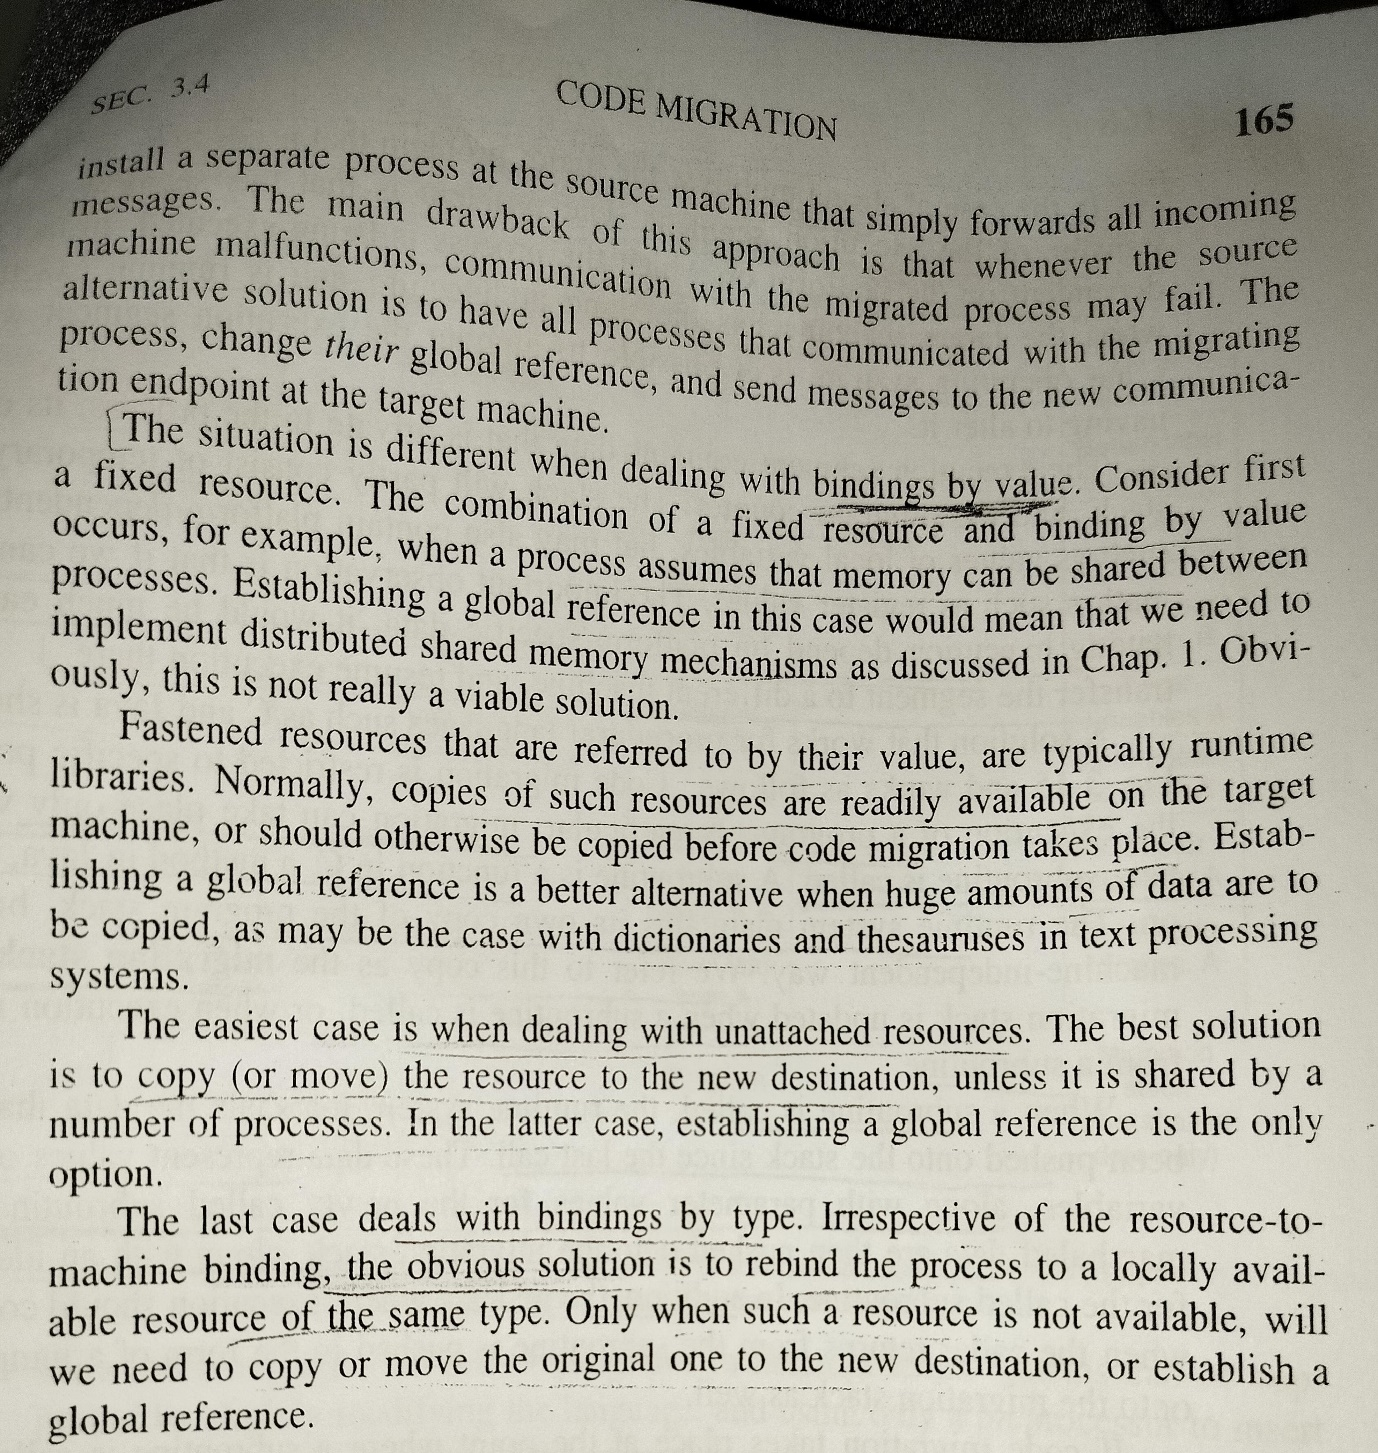 SEC. 3.4 CODE MIGRATION 165
install a separate process at the source machine that simply forwards all incoming
messages. The main drawback of this approach is that whenever the source
machine malfunctions, communication with the migrated process may fail. The
alternative solution is to have all processes that communicated with the migrating
process, change their global reference, and send messages to the new communica-
tion endpoint at the target machine.
The situation is different when dealing with bindings by value. Consider first
a fixed resource. The combination of a fixed resource and binding by value
occurs, for example, when a process assumes that memory can be shared between
processes. Establishing a global reference in this case would mean that we need to
implement distributed shared memory mechanisms as discussed in Chap. 1. Obvi-
ously, this is not really a viable solution.
Fastened resources that are referred to by their value, are typically runtime
libraries. Normally, copies of such resources are readily available on the target
machine, or should otherwise be copied before code migration takes place. Estab-
lishing a global reference is a better alternative when huge amounts of data are to
be copied, as may be the case with dictionaries and thesauruses in text processing
systems.
The easiest case is when dealing with unattached resources. The best solution
is to copy (or move) the resource to the new destination, unless it is shared by a
number of processes. In the latter case, establishing a global reference is the only
option.
The last case deals with bindings by type. Irrespective of the resource-to-
machine binding, the obvious solution is to rebind the process to a locally avail-
able resource of the same type. Only when such a resource is not available, will
we need to copy or move the original one to the new destination, or establish a
global reference.